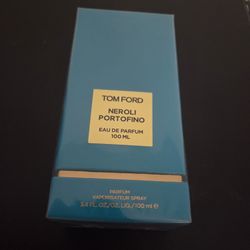 TOM FORD
NEROLI
PORTOFINO
EAU DE PARFUM
100 ML
PARFUM
VAPORISATEUR SPRAY
3.4 FL. OZ./OZ. LIQ./100 ml ℮